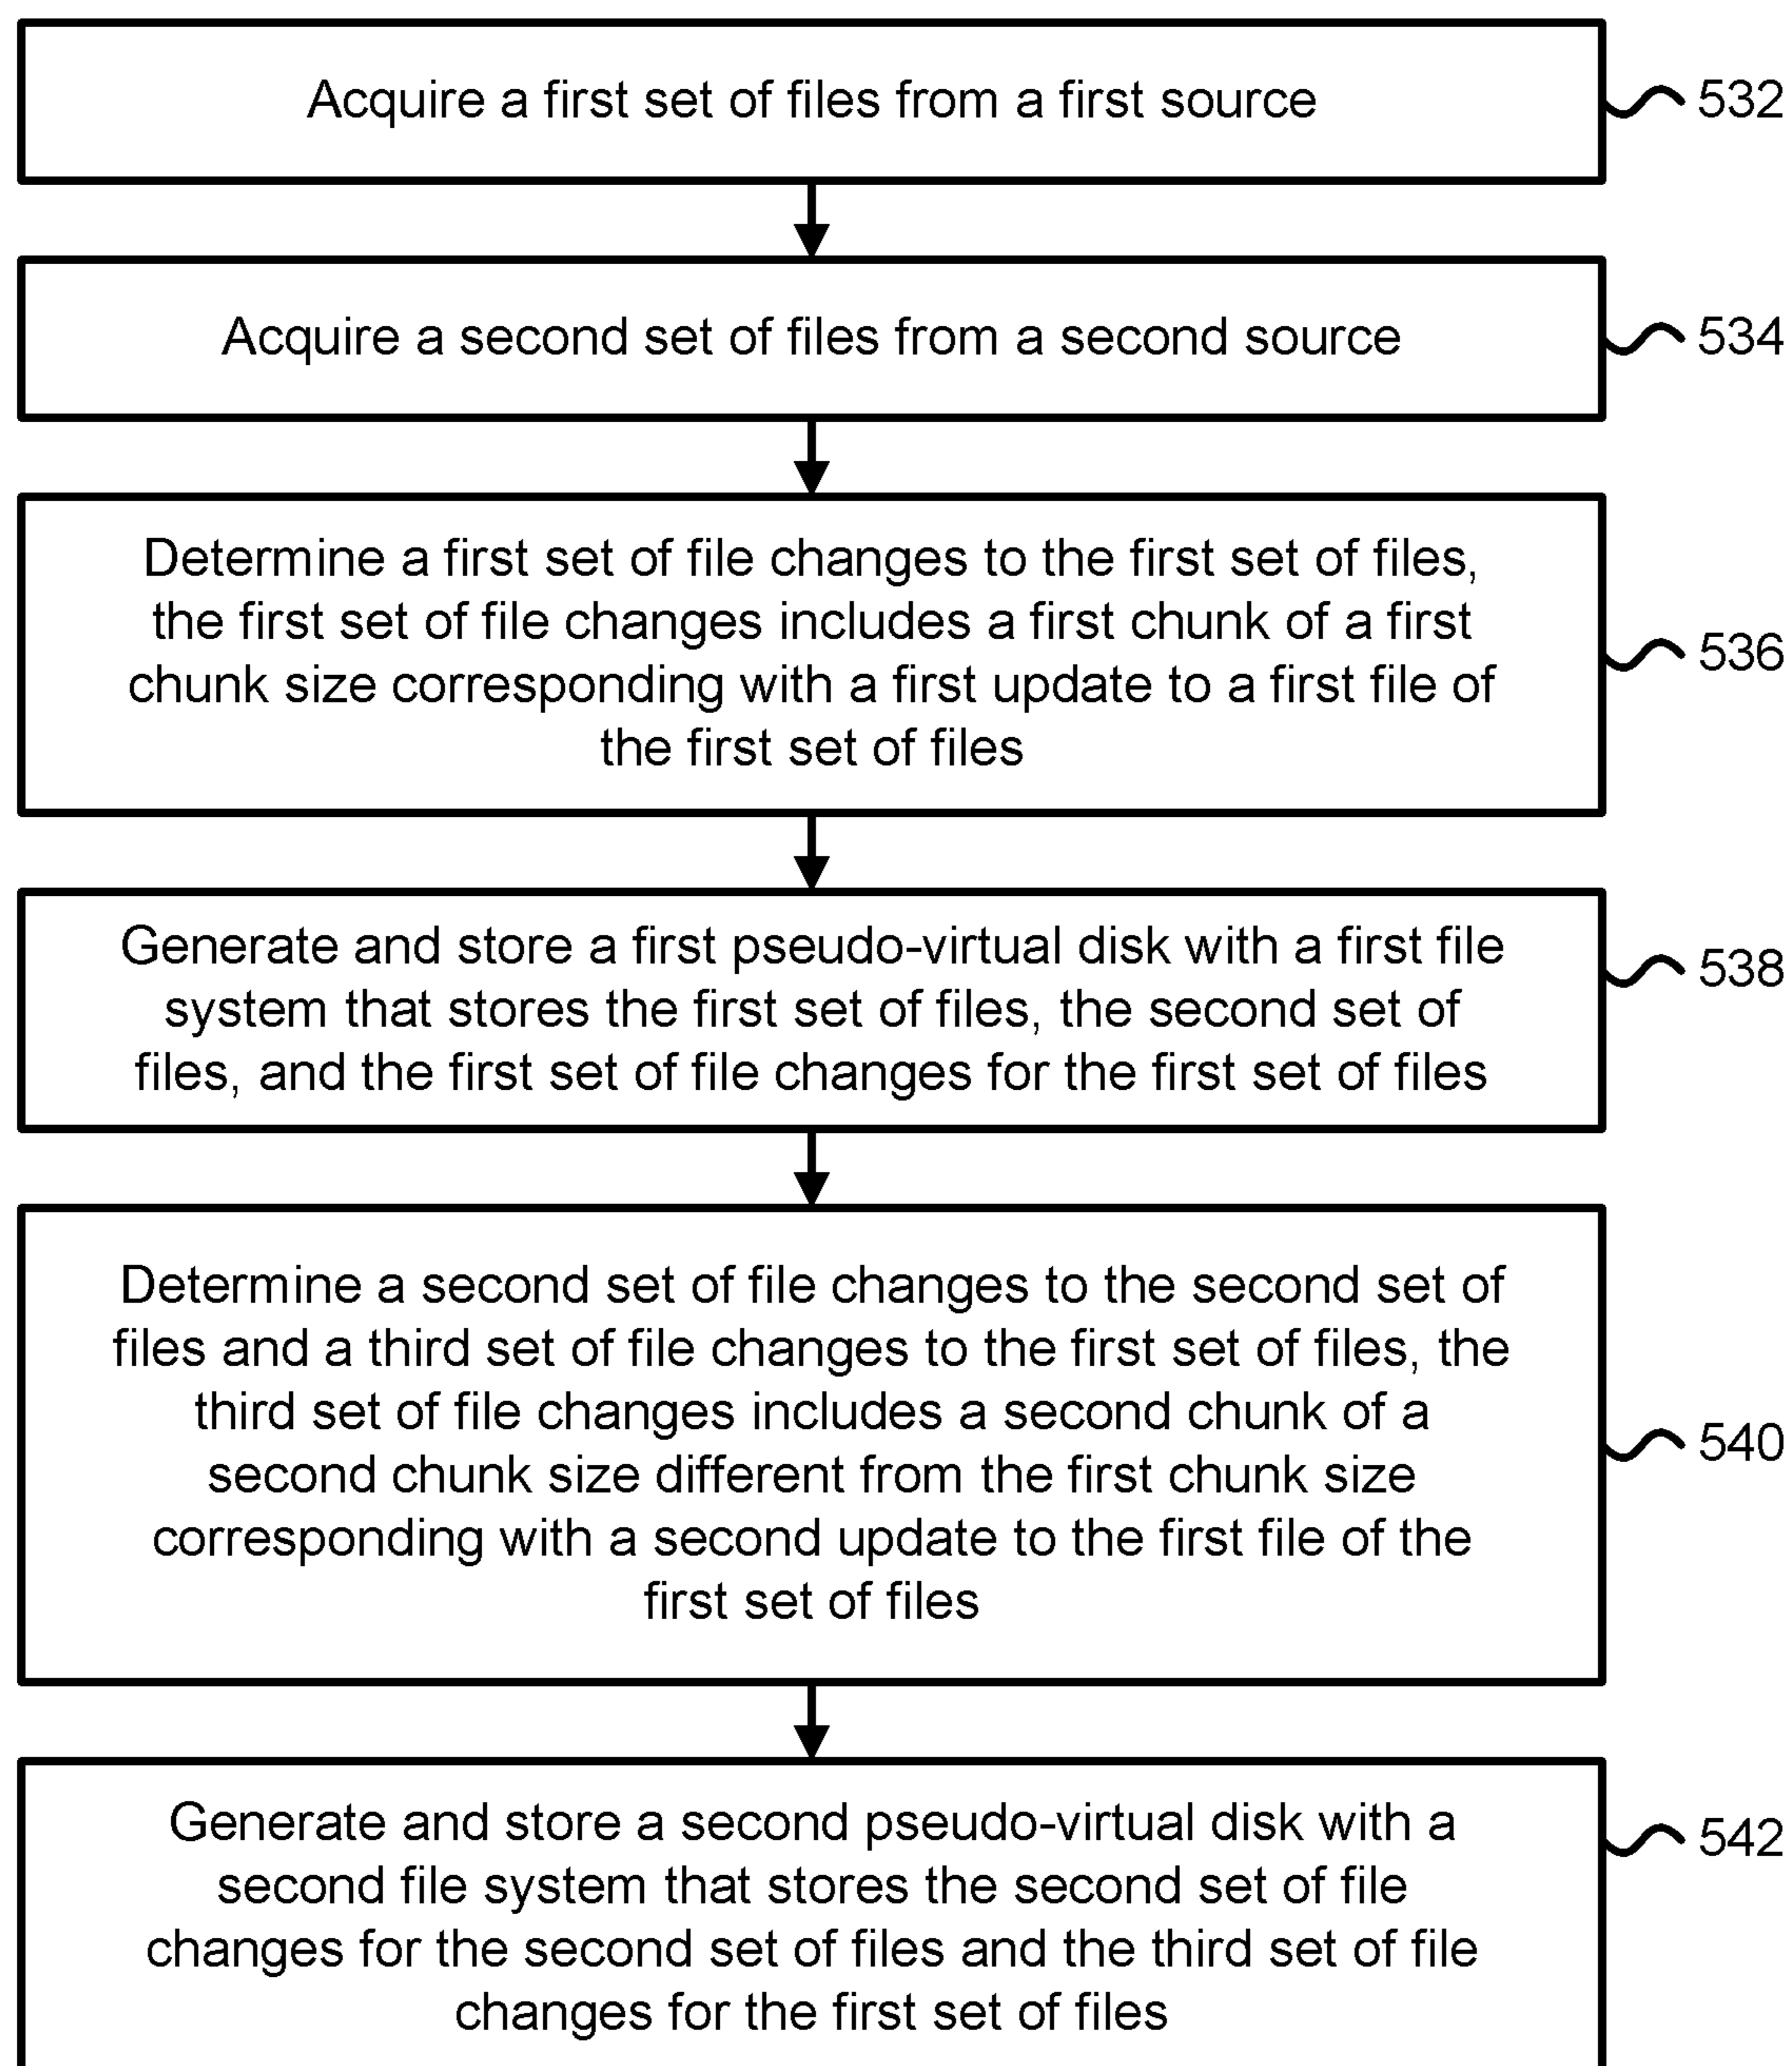 Acquire a first set of files from a first source
532
Acquire a second set of files from a second source
534
Determine a first set of file changes to the first set of files,
the first set of file changes includes a first chunk of a first
chunk size corresponding with a first update to a first file of
the first set of files
536
Generate and store a first pseudo-virtual disk with a first file
system that stores the first set of files, the second set of
files, and the first set of file changes for the first set of files
538
Determine a second set of file changes to the second set of
files and a third set of file changes to the first set of files, the
third set of file changes includes a second chunk of a
second chunk size different from the first chunk size
corresponding with a second update to the first file of the
first set of files
540
Generate and store a second pseudo-virtual disk with a
second file system that stores the second set of file
changes for the second set of files and the third set of file
changes for the first set of files
542